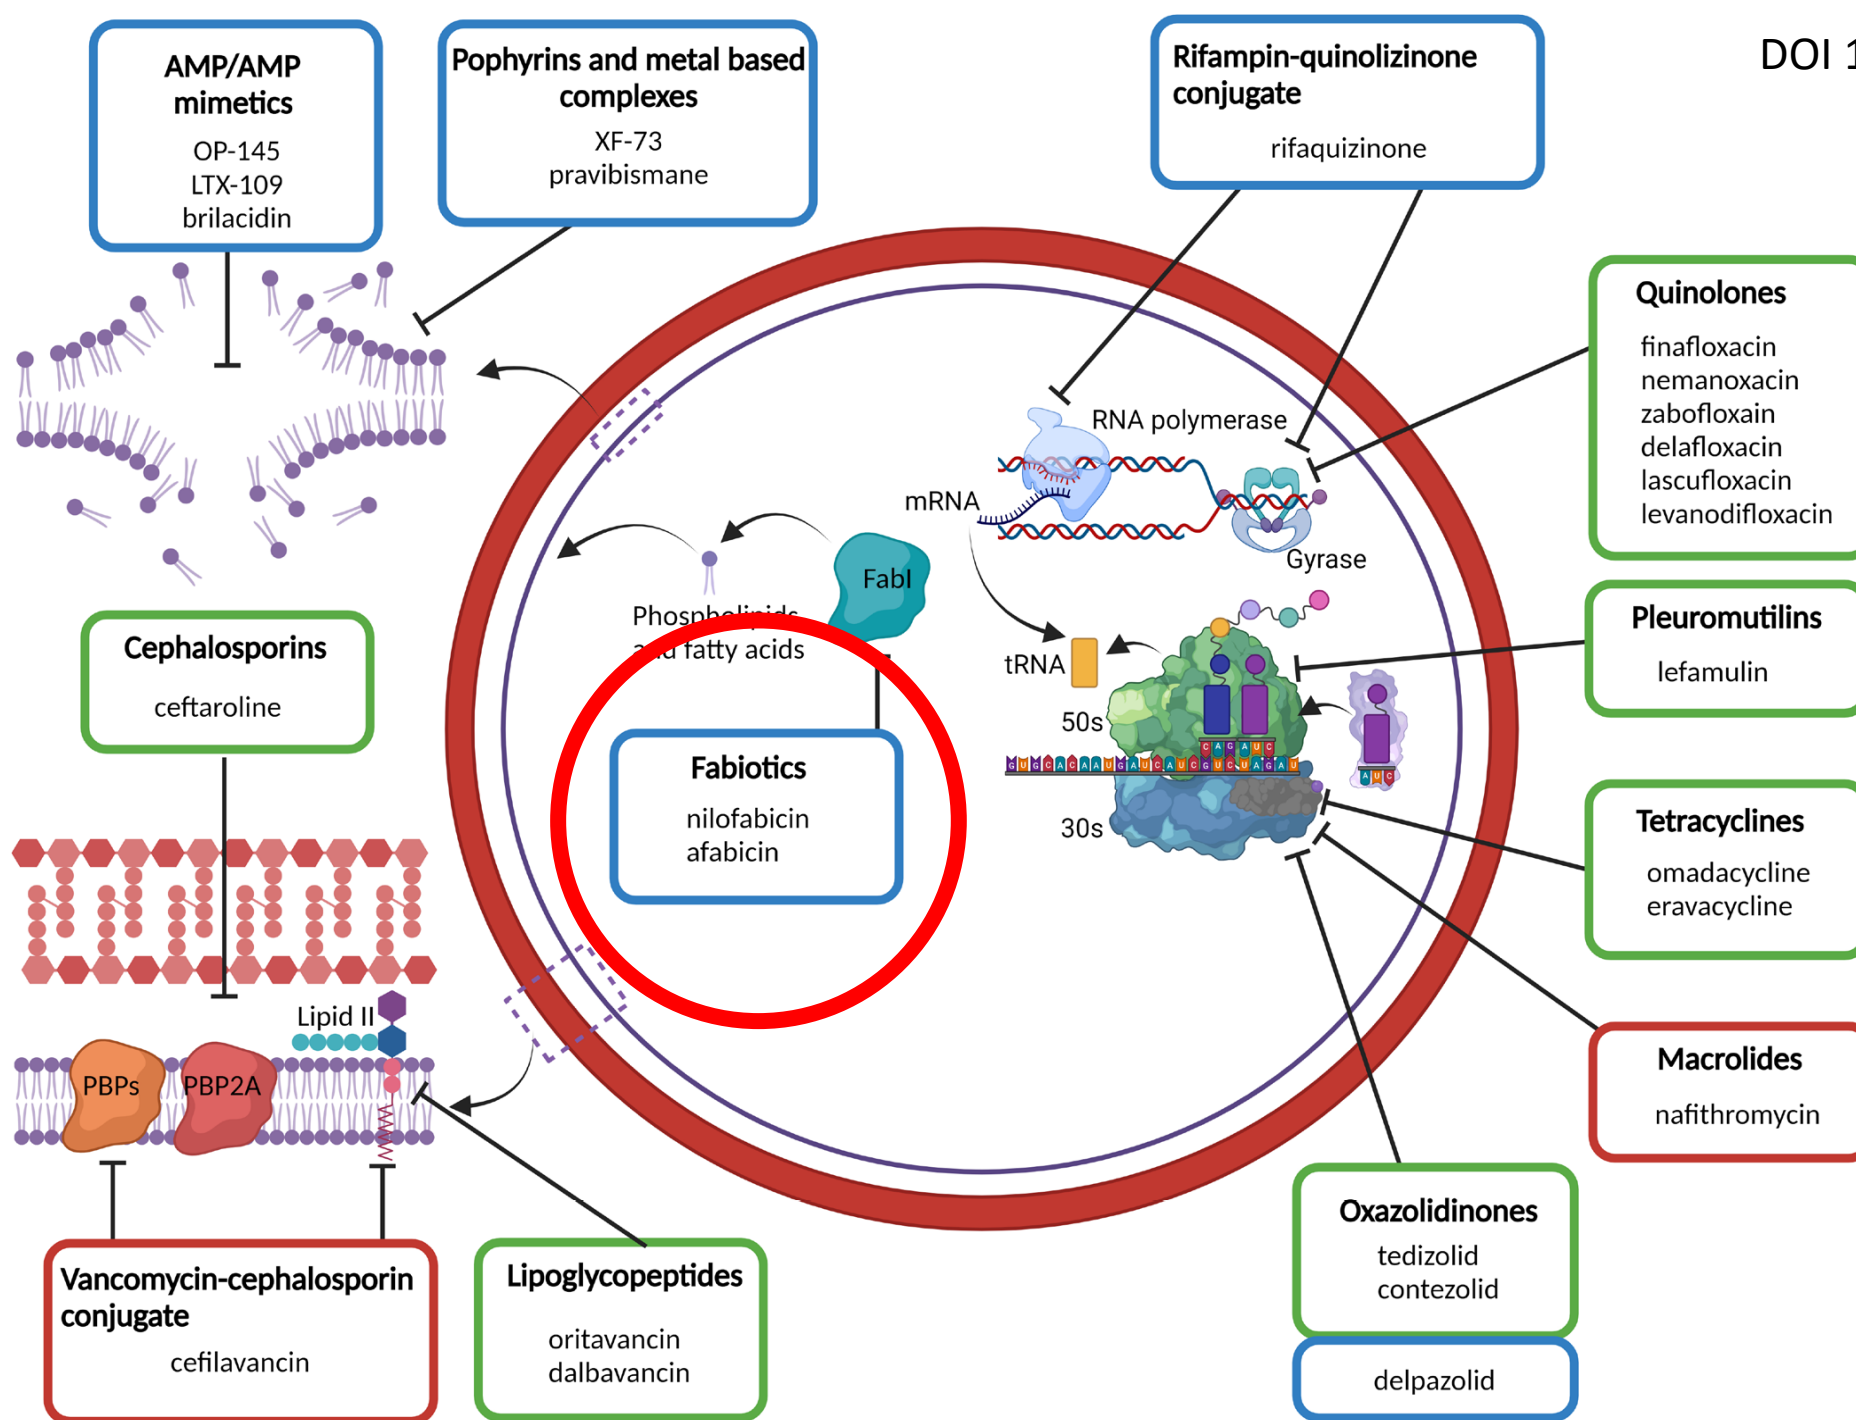 DOI 1
AMP/AMP
mimetics
OP-145
LTX-109
brilacidin
Pophyrins and metal based
complexes
XF-73
pravibismane
Rifampin-quinolizinone
conjugate
rifaquizinone
Quinolones
finafloxacin
nemanoxacin
zabofloxain
delafloxacin
lascufloxacin
levanodifloxacin
RNA polymerase
mRNA
Gyrase
FabI
Phospholipids
and fatty acids
Cephalosporins
ceftaroline
tRNA
50s
30s
GUGCACAAUGAUCAUCGUCUAGAU
CAGAUC
AUC
Pleuromutilins
lefamulin
Fabiotics
nilofabicin
afabicin
Tetracyclines
omadacycline
eravacycline
Lipid II
PBPs
PBP2A
Macrolides
nafithromycin
Vancomycin-cephalosporin
conjugate
cefilavancin
Lipoglycopeptides
oritavancin
dalbavancin
Oxazolidinones
tedizolid
contezolid
delpazolid